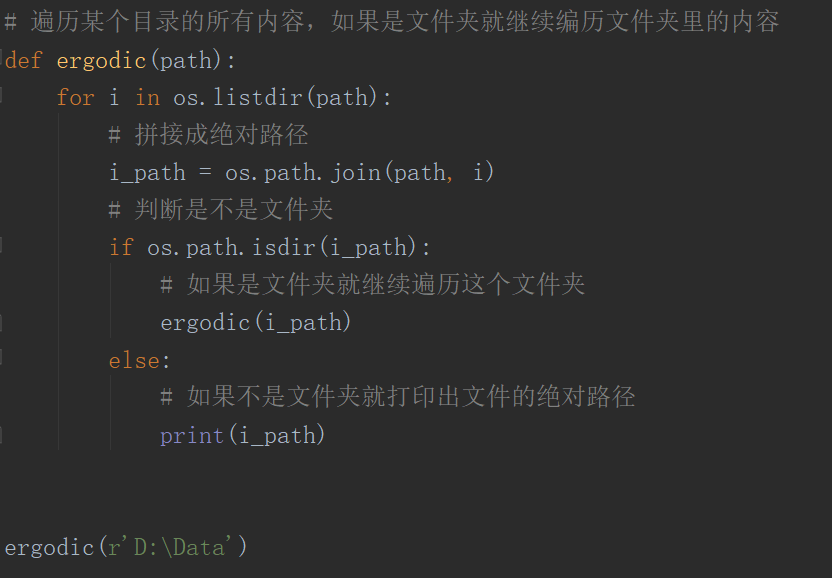 # 遍历某个目录的所有内容，如果是文件夹就继续编历文件夹里的内容
def ergodic(path):
    for i in os.listdir(path):
        # 拼接成绝对路径
        i_path = os.path.join(path, i)
        # 判断是不是文件夹
        if os.path.isdir(i_path):
            # 如果是文件夹就继续遍历这个文件夹
            ergodic(i_path)
        else:
            # 如果不是文件夹就打印出文件的绝对路径
            print(i_path)
ergodic(r'D:\Data')